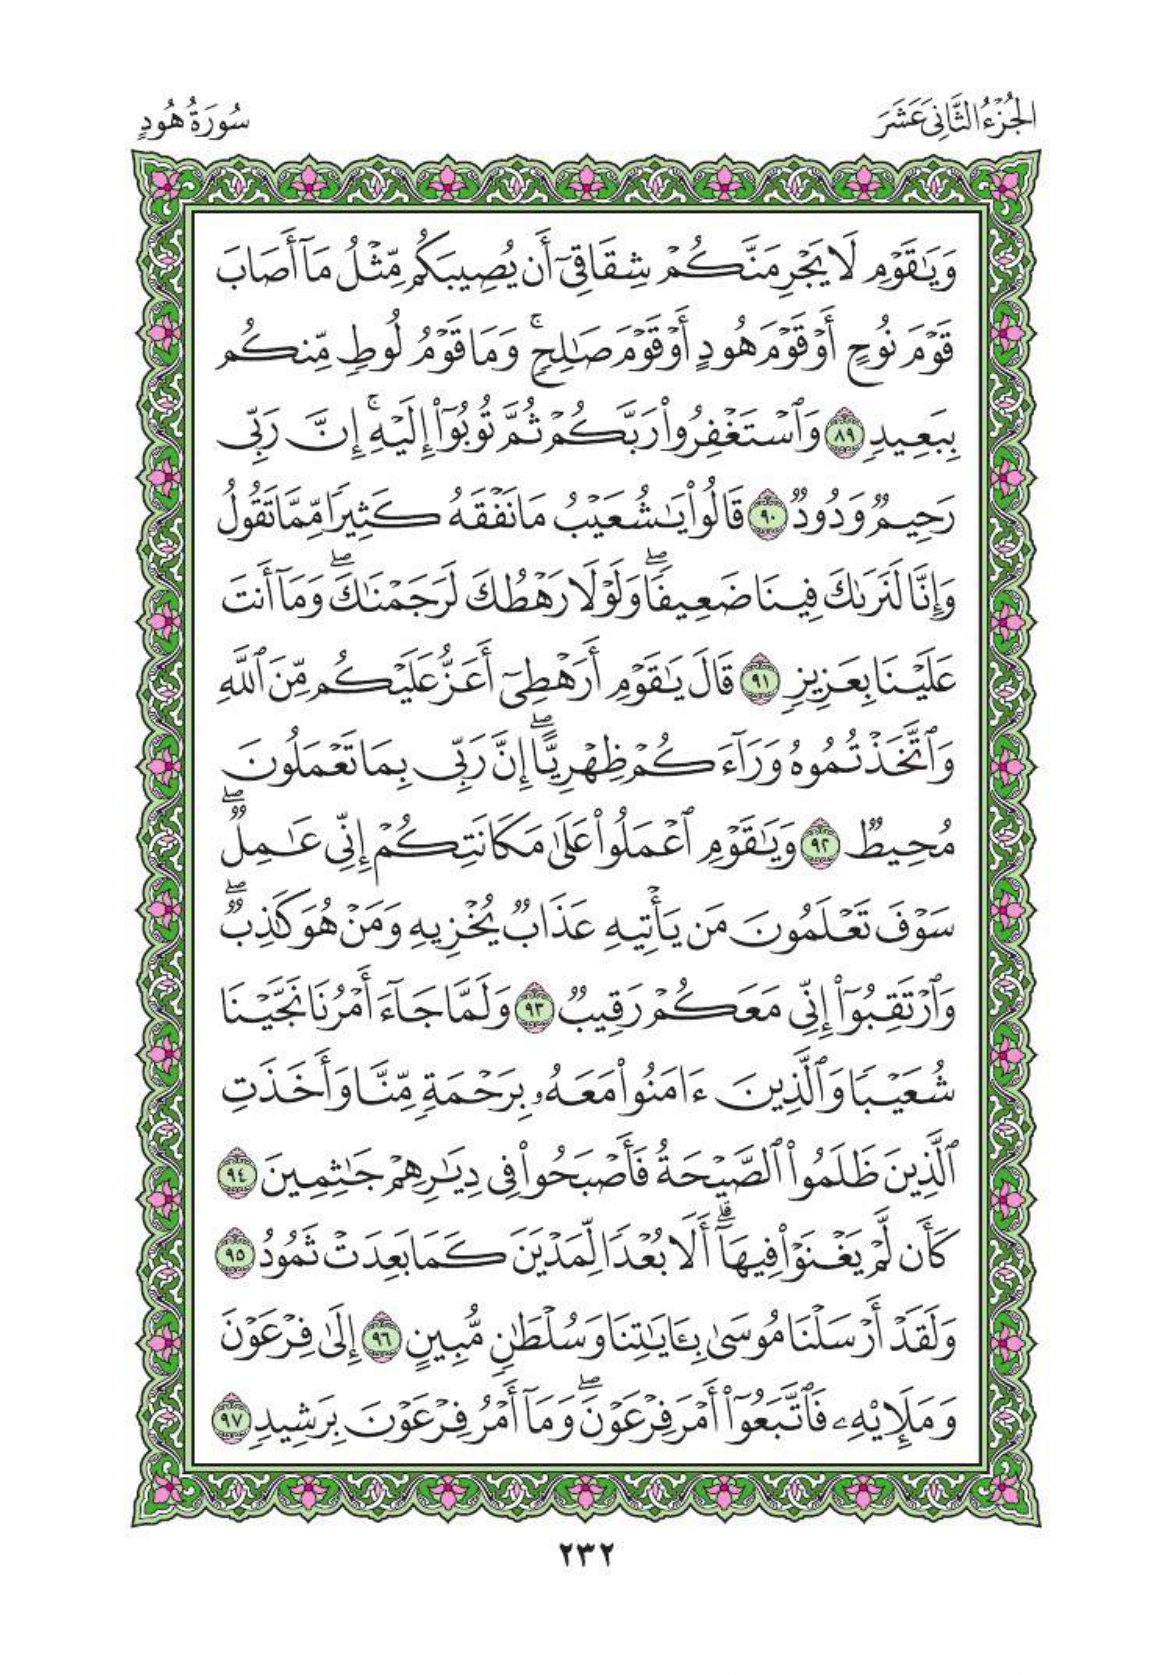 الجُزْءُ الثَّانِي عَشَرَ
سُورَةُ هُودٍ
وَيَٰقَوْمِ لَا يَجْرِمَنَّكُمْ شِقَاقِىٓ أَن يُصِيبَكُم مِّثْلُ مَآ أَصَابَ
قَوْمَ نُوحٍ أَوْ قَوْمَ هُودٍ أَوْ قَوْمَ صَٰلِحٍ ۚ وَمَا قَوْمُ لُوطٍ مِّنكُم
بِبَعِيدٍ ٨٩ وَٱسْتَغْفِرُوا۟ رَبَّكُمْ ثُمَّ تُوبُوٓا۟ إِلَيْهِ ۚ إِنَّ رَبِّى
رَحِيمٌ وَدُودٌ ٩٠ قَالُوا۟ يَٰشُعَيْبُ مَا نَفْقَهُ كَثِيرًا مِّمَّا تَقُولُ
وَإِنَّا لَنَرَىٰكَ فِينَا ضَعِيفًا ۖ وَلَوْلَا رَهْطُكَ لَرَجَمْنَٰكَ ۖ وَمَآ أَنتَ
عَلَيْنَا بِعَزِيزٍ ٩١ قَالَ يَٰقَوْمِ أَرَهْطِىٓ أَعَزُّ عَلَيْكُم مِّنَ ٱللَّهِ
وَٱتَّخَذْتُمُوهُ وَرَآءَكُمْ ظِهْرِيًّا ۖ إِنَّ رَبِّى بِمَا تَعْمَلُونَ
مُحِيطٌ ٩٢ وَيَٰقَوْمِ ٱعْمَلُوا۟ عَلَىٰ مَكَانَتِكُمْ إِنِّى عَٰمِلٌ ۖ
سَوْفَ تَعْلَمُونَ مَن يَأْتِيهِ عَذَابٌ يُخْزِيهِ وَمَنْ هُوَ كَٰذِبٌ ۖ
وَٱرْتَقِبُوٓا۟ إِنِّى مَعَكُمْ رَقِيبٌ ٩٣ وَلَمَّا جَآءَ أَمْرُنَا نَجَّيْنَا
شُعَيْبًا وَٱلَّذِينَ ءَامَنُوا۟ مَعَهُۥ بِرَحْمَةٍ مِّنَّا وَأَخَذَتِ
ٱلَّذِينَ ظَلَمُوا۟ ٱلصَّيْحَةُ فَأَصْبَحُوا۟ فِى دِيَٰرِهِمْ جَٰثِمِينَ ٩٤
كَأَن لَّمْ يَغْنَوْا۟ فِيهَآ ۗ أَلَا بُعْدًا لِّمَدْيَنَ كَمَا بَعِدَتْ ثَمُودُ ٩٥
وَلَقَدْ أَرْسَلْنَا مُوسَىٰ بِـَٔايَٰتِنَا وَسُلْطَٰنٍ مُّبِينٍ ٩٦ إِلَىٰ فِرْعَوْنَ
وَمَلَإِي۟هِۦ فَٱتَّبَعُوٓا۟ أَمْرَ فِرْعَوْنَ ۖ وَمَآ أَمْرُ فِرْعَوْنَ بِرَشِيدٍ ٩٧
٢٣٢